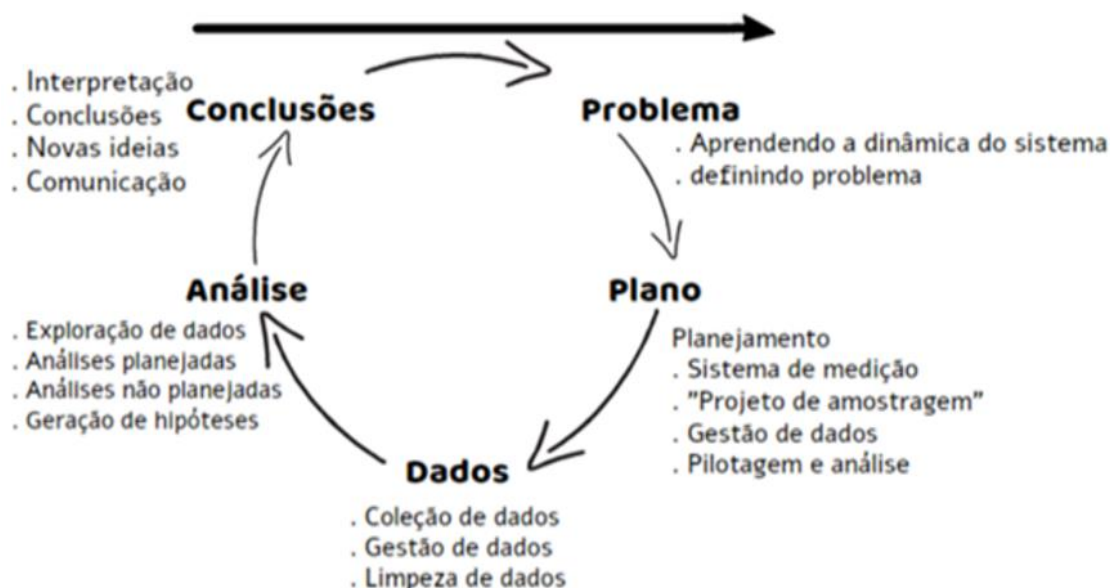 . Interpretação
. Conclusões
. Novas ideias
. Comunicação
Conclusões
Problema
. Aprendendo a dinâmica do sistema
. definindo problema
Análise
. Exploração de dados
. Análises planejadas
. Análises não planejadas
. Geração de hipóteses
Plano
Planejamento
. Sistema de medição
. "Projeto de amostragem"
. Gestão de dados
. Pilotagem e análise
Dados
. Coleção de dados
. Gestão de dados
. Limpeza de dados